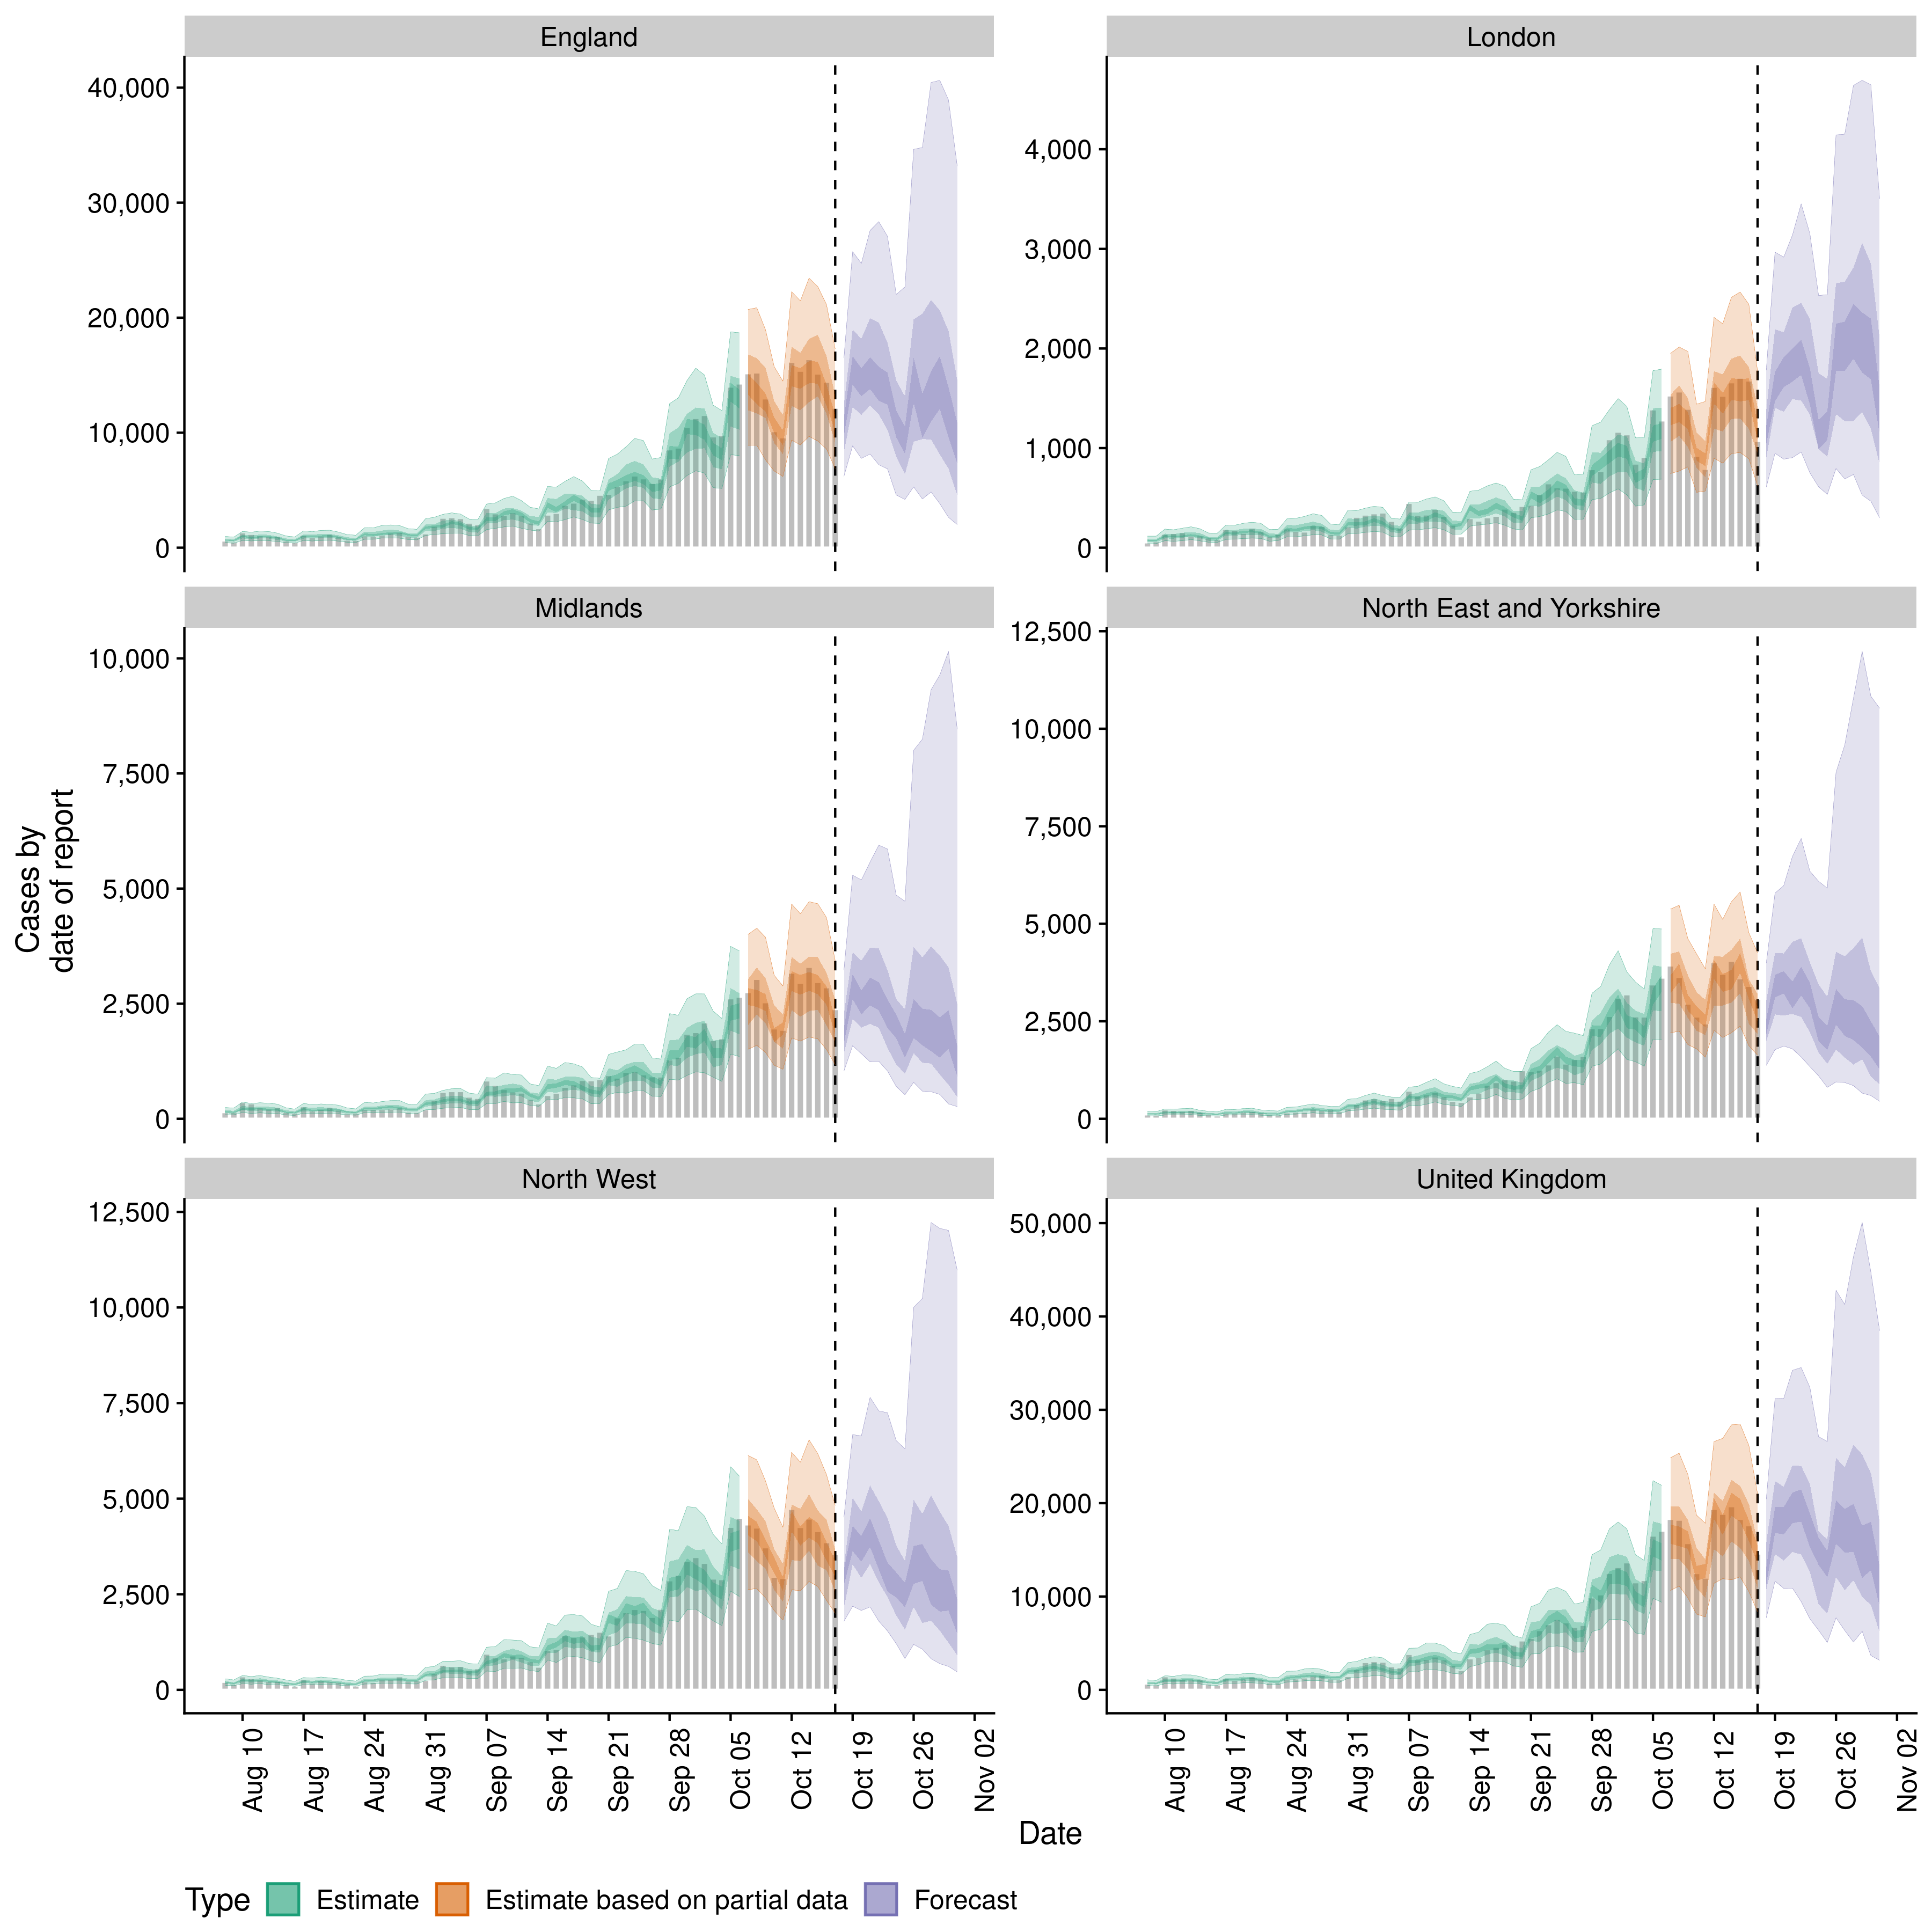 England
London
40,000
30,000
20,000
10,000
0
4,000
3,000
2,000
1,000
0
Midlands
North East and Yorkshire
10,000
7,500
5,000
2,500
0
12,500
10,000
7,500
5,000
2,500
0
Cases by
date of report
North West
United Kingdom
12,500
10,000
7,500
5,000
2,500
0
50,000
40,000
30,000
20,000
10,000
0
Aug 10
Aug 17
Aug 24
Aug 31
Sep 07
Sep 14
Sep 21
Sep 28
Oct 05
Oct 12
Oct 19
Oct 26
Nov 02
Aug 10
Aug 17
Aug 24
Aug 31
Sep 07
Sep 14
Sep 21
Sep 28
Oct 05
Oct 12
Oct 19
Oct 26
Nov 02
Date
Type Estimate Estimate based on partial data Forecast